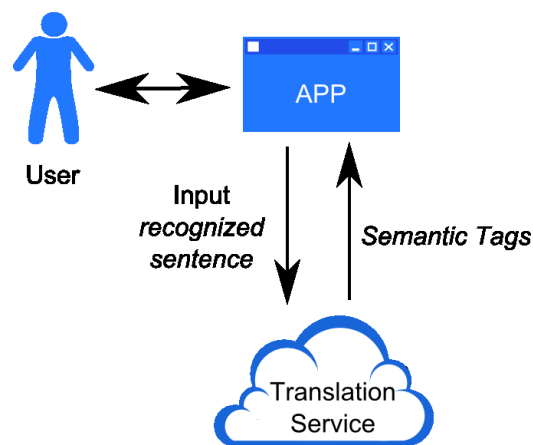 APP
User
Input
recognized
sentence
Semantic Tags
Translation
Service